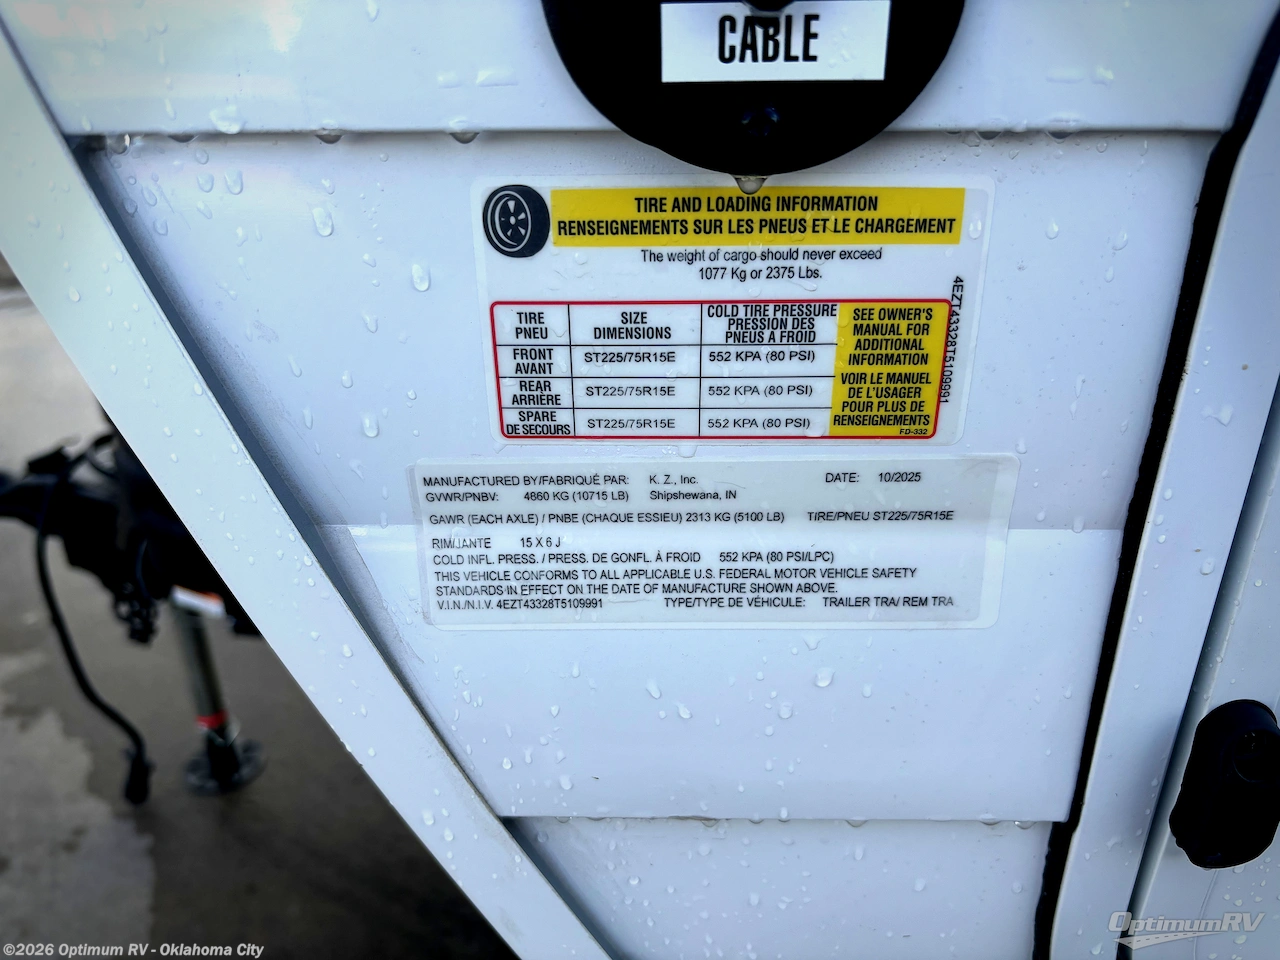 CABLE
TIRE AND LOADING INFORMATION
RENSEIGNEMENTS SUR LES PNEUS ET LE CHARGEMENT
The weight of cargo should never exceed
1077 Kg or 2375 Lbs.
TIRE
PNEU
SIZE
DIMENSIONS
COLD TIRE PRESSURE
PRESSION DES
PNEUS A FROID
FRONT
AVANT
ST225/75R15E
552 KPA (80 PSI)
REAR
ARRIÈRE
ST225/75R15E
552 KPA (80 PSI)
SPARE
DE SECOURS
ST225/75R15E
552 KPA (80 PSI)
SEE OWNER'S
MANUAL FOR
ADDITIONAL
INFORMATION
VOIR LE MANUEL
DE L'USAGER
POUR PLUS DE
RENSEIGNEMENTS
FD-332
4EZT43328T5109991
MANUFACTURED BY/FABRIQUÉ PAR: K. Z., Inc. DATE: 10/2025
GVWR/PNBV: 4860 KG (10715 LB) Shipshewana, IN
GAWR (EACH AXLE) / PNBE (CHAQUE ESSIEU) 2313 KG (5100 LB) TIRE/PNEU ST225/75R15E
RIM/JANTE 15 X 6 J
COLD INFL. PRESS. / PRESS. DE GONFL. À FROID 552 KPA (80 PSI/LPC)
THIS VEHICLE CONFORMS TO ALL APPLICABLE U.S. FEDERAL MOTOR VEHICLE SAFETY
STANDARDS IN EFFECT ON THE DATE OF MANUFACTURE SHOWN ABOVE.
V.I.N./N.I.V. 4EZT43328T5109991 TYPE/TYPE DE VÉHICULE: TRAILER TRA/ REM TRA
OptimumRV
©2026 Optimum RV - Oklahoma City